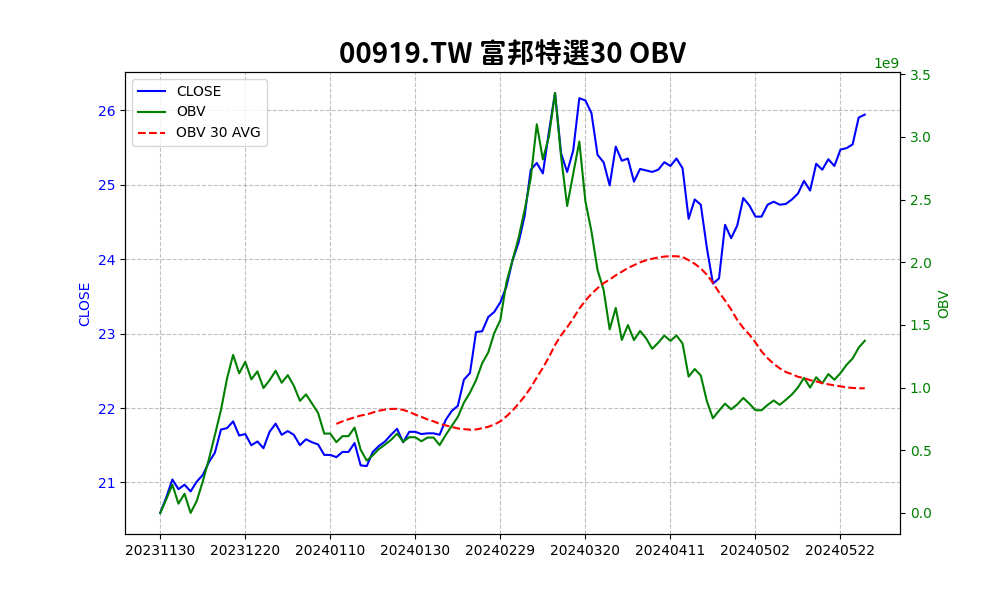 00919.TW 富邦特選30 OBV
1e9
CLOSE
OBV
OBV 30 AVG
26
25
24
23
22
21
CLOSE
3.5
3.0
2.5
2.0
1.5
1.0
0.5
0.0
OBV
20231130 20231220 20240110 20240130 20240229 20240320 20240411 20240502 20240522